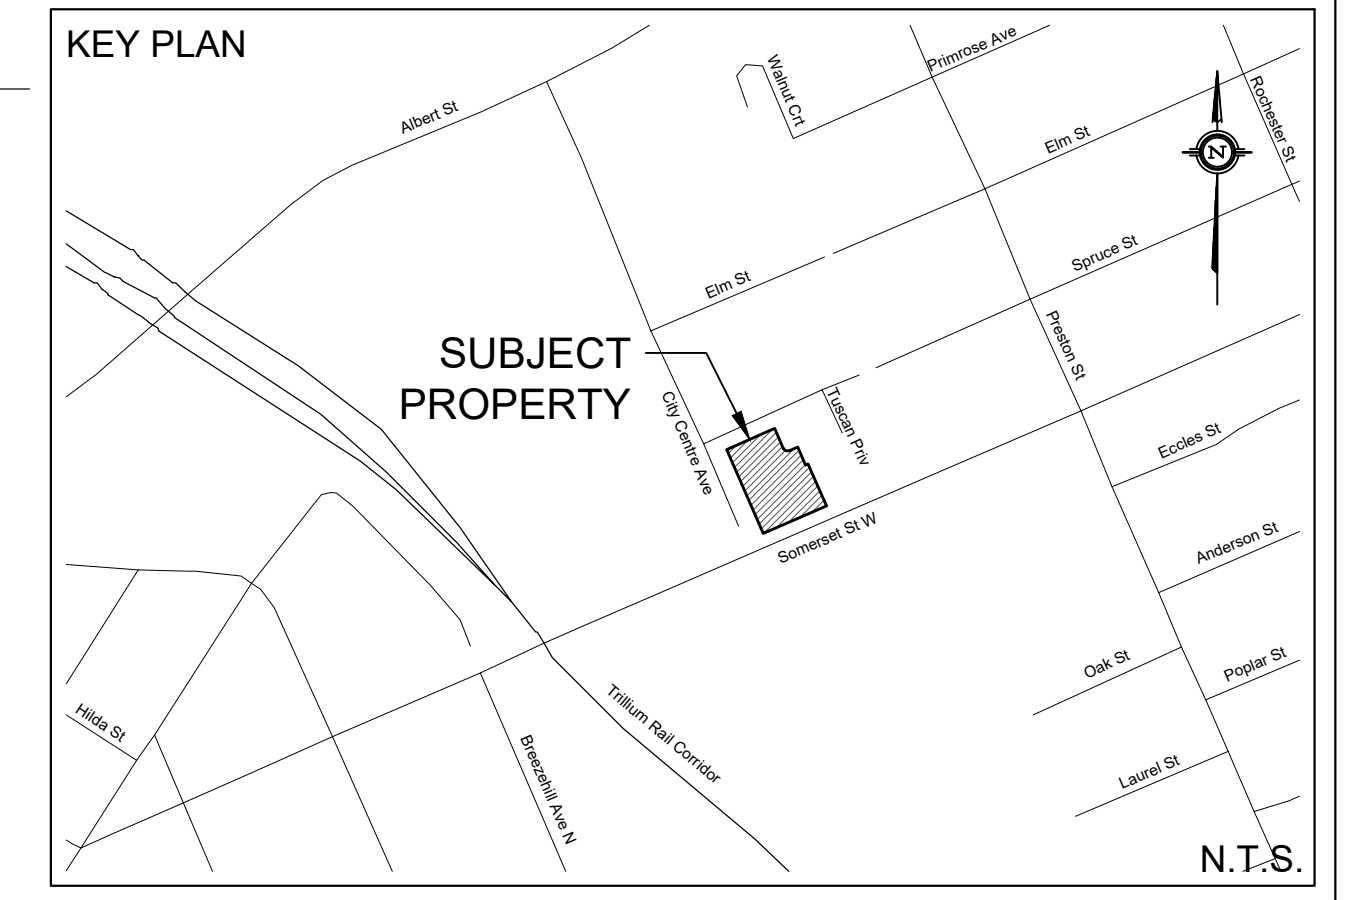 KEY PLAN
Albert St
Walnut Crt
Primrose Ave
Rochester St
Elm St
N
Spruce St
Elm St
Preston St
SUBJECT
PROPERTY
City Centre Ave
Tuscan Priv
Eccles St
Somerset St W
Anderson St
Oak St
Poplar St
Hilda St
Trillium Rail Corridor
Breezehill Ave N
Laurel St
N.T.S.